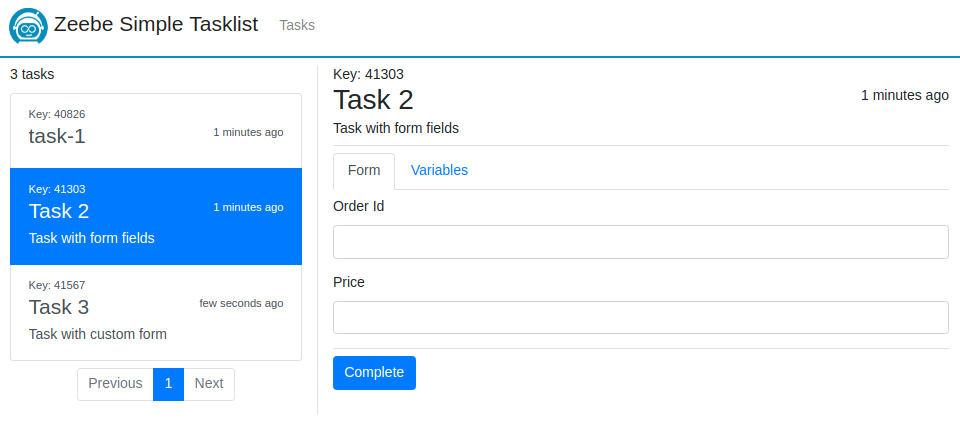 Zeebe Simple Tasklist
Tasks
3 tasks
Key: 40826
task-1
1 minutes ago
Key: 41303
Task 2
1 minutes ago
Task with form fields
Key: 41567
Task 3
few seconds ago
Task with custom form
Previous
1
Next
Key: 41303
Task 2
1 minutes ago
Task with form fields
Form
Variables
Order Id
Price
Complete